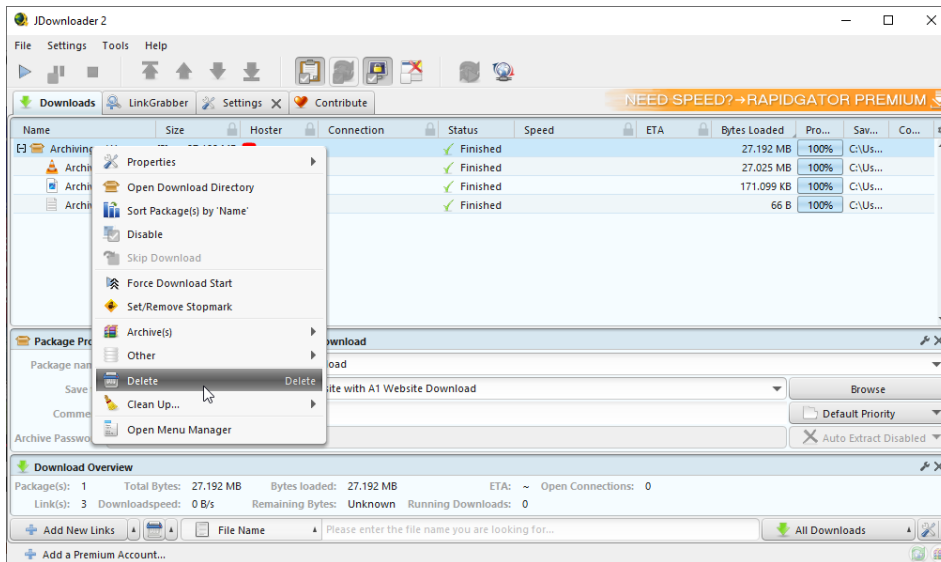 JDownloader 2
File Settings Tools Help
Downloads LinkGrabber Settings Contribute
NEED SPEED?→RAPIDGATOR PREMIUM
Name Size Hoster Connection Status Speed ETA Bytes Loaded Pro... Sav... Co...
Archiving Finished 27.192 MB 100% C:\Us...
Archiv Finished 27.025 MB 100% C:\Us...
Archi Finished 171.099 KB 100% C:\Us...
Archiv Finished 66 B 100% C:\Us...
Properties
Open Download Directory
Sort Package(s) by 'Name'
Disable
Skip Download
Force Download Start
Set/Remove Stopmark
Archive(s)
Other
Delete Delete
Clean Up...
Open Menu Manager
Package Pro wnload
Package nam oad
Save site with A1 Website Download Browse
Comme Default Priority
Archive Passwo Auto Extract Disabled
Download Overview
Package(s): 1 Total Bytes: 27.192 MB Bytes loaded: 27.192 MB ETA: ~ Open Connections: 0
Link(s): 3 Downloadspeed: 0 B/s Remaining Bytes: Unknown Running Downloads: 0
Add New Links File Name Please enter the file name you are looking for... All Downloads
Add a Premium Account...